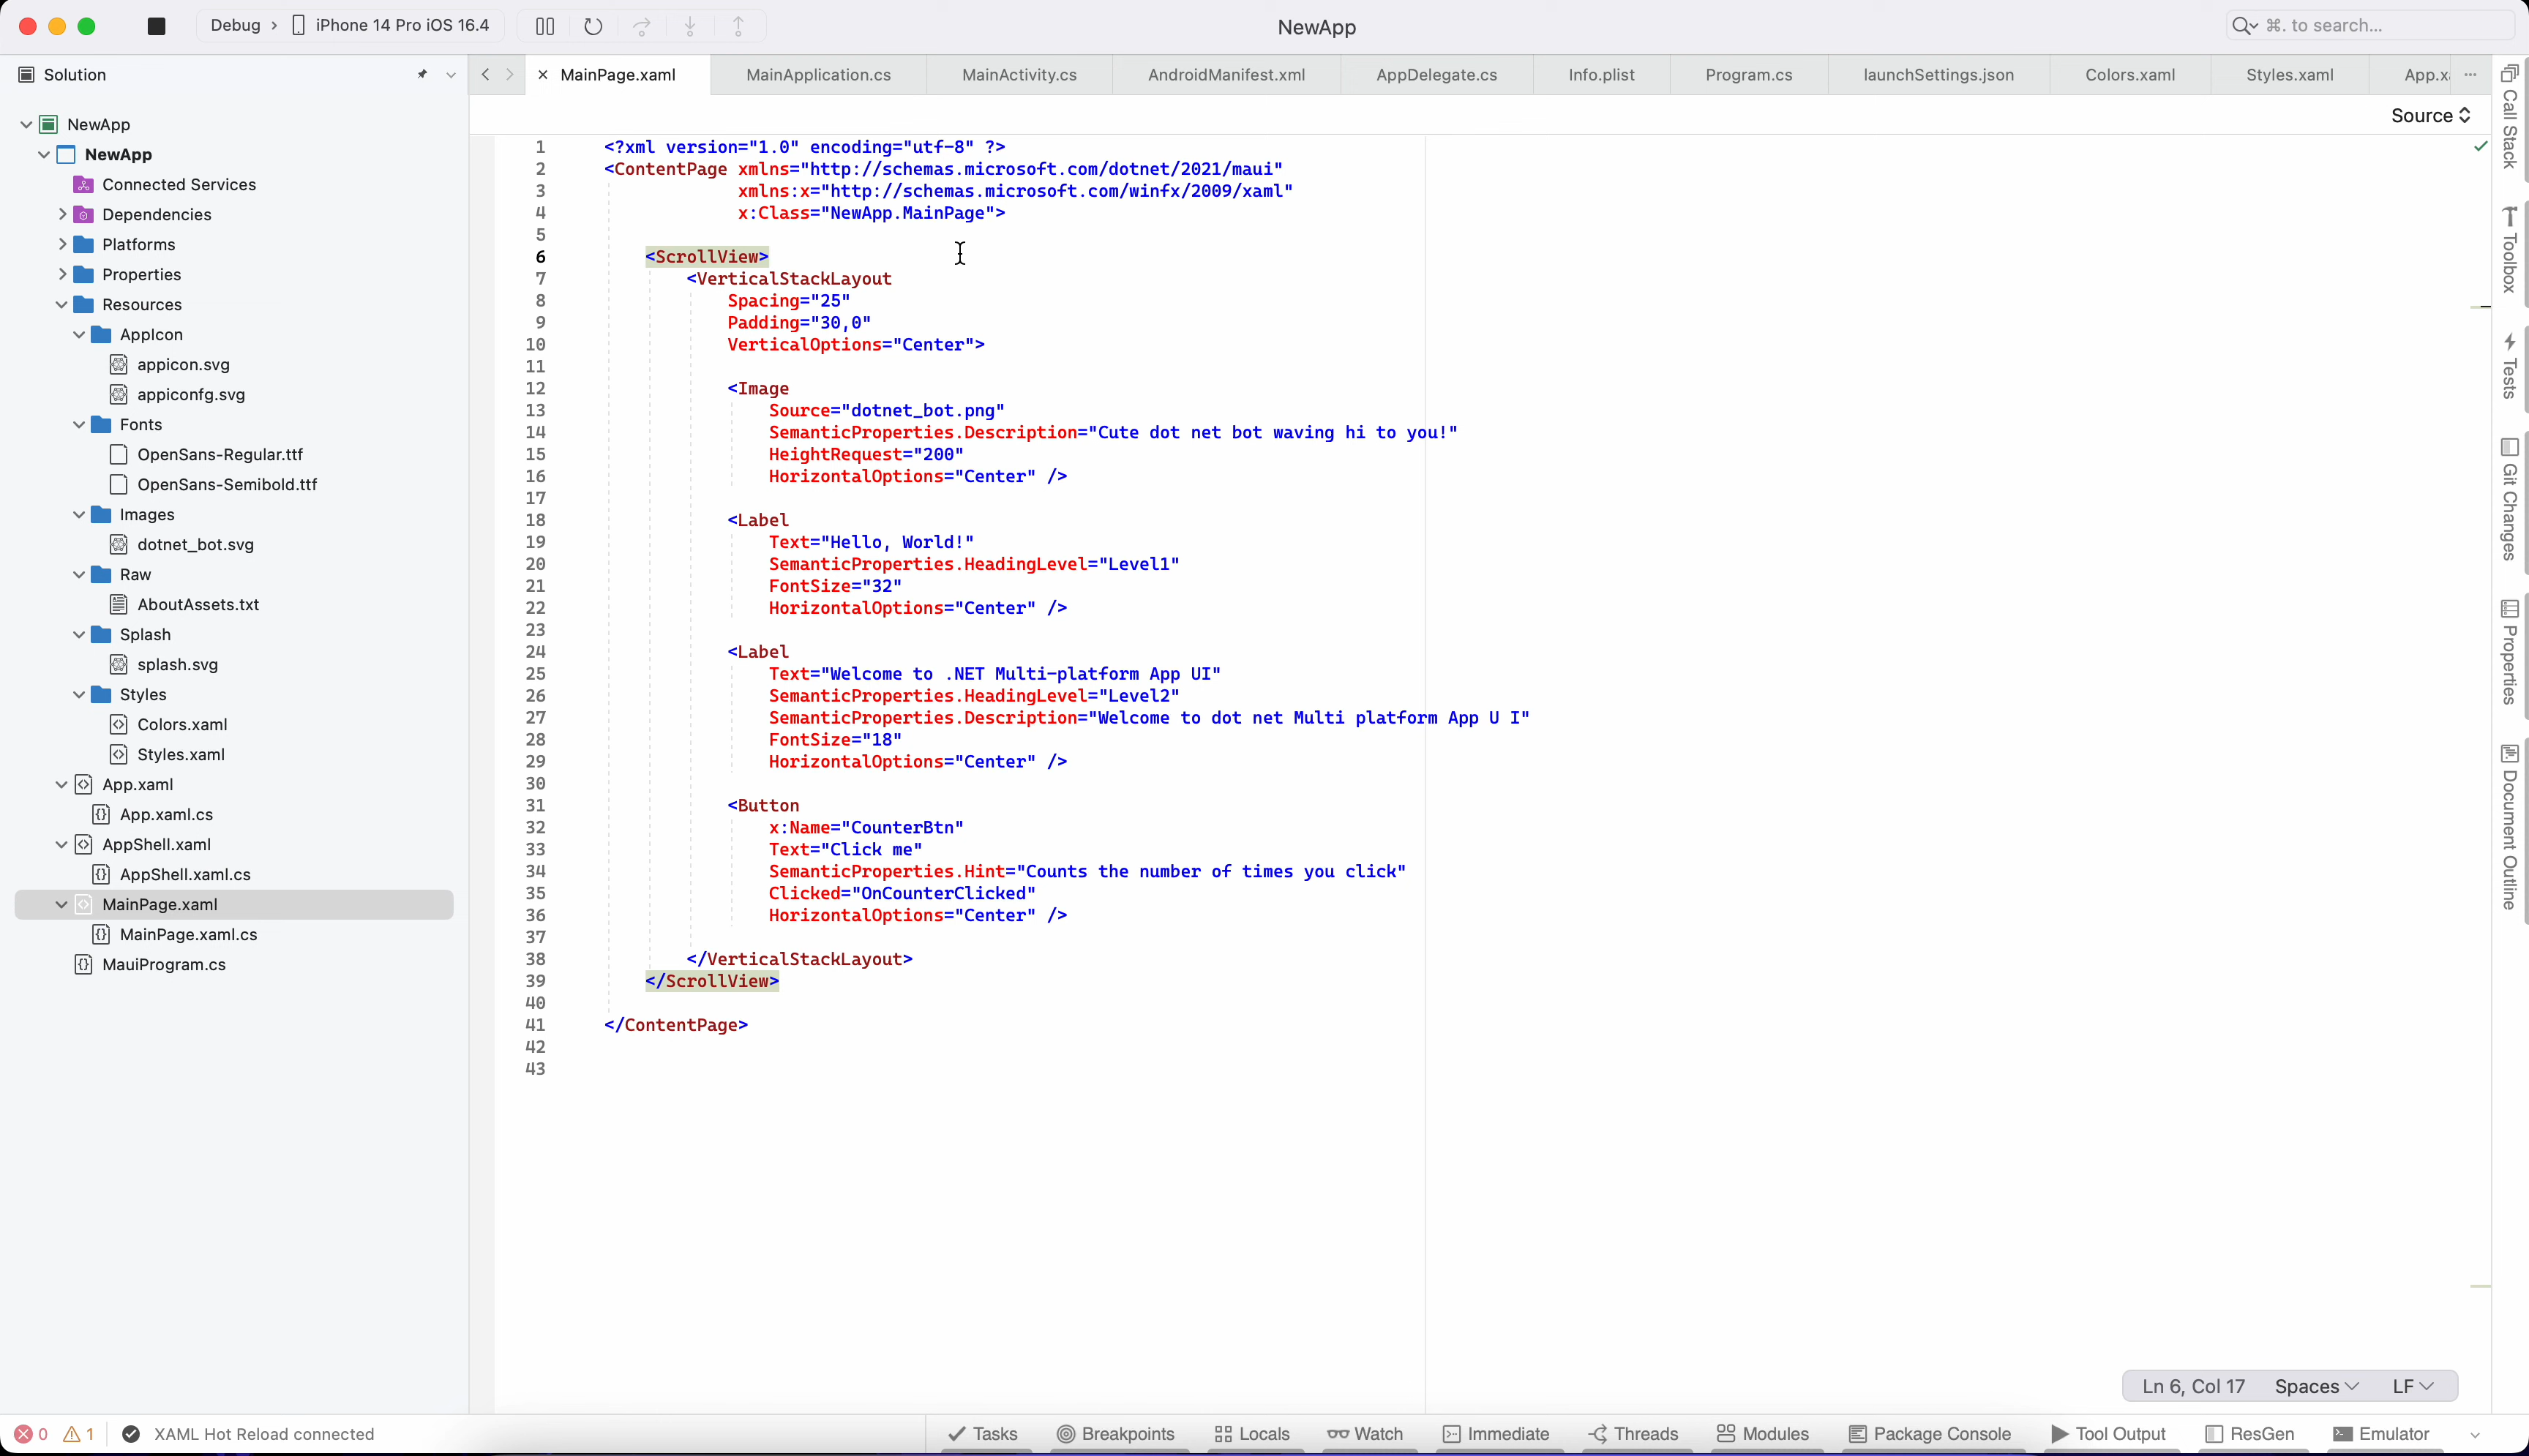 Debug › iPhone 14 Pro iOS 16.4
NewApp
⌘. to search...
Solution
MainPage.xaml
MainApplication.cs
MainActivity.cs
AndroidManifest.xml
AppDelegate.cs
Info.plist
Program.cs
launchSettings.json
Colors.xaml
Styles.xaml
App.x
Source
NewApp
NewApp
Connected Services
Dependencies
Platforms
Properties
Resources
AppIcon
appicon.svg
appiconfg.svg
Fonts
OpenSans-Regular.ttf
OpenSans-Semibold.ttf
Images
dotnet_bot.svg
Raw
AboutAssets.txt
Splash
splash.svg
Styles
Colors.xaml
Styles.xaml
App.xaml
App.xaml.cs
AppShell.xaml
AppShell.xaml.cs
MainPage.xaml
MainPage.xaml.cs
MauiProgram.cs
1 <?xml version="1.0" encoding="utf-8" ?>
2 <ContentPage xmlns="http://schemas.microsoft.com/dotnet/2021/maui"
3 xmlns:x="http://schemas.microsoft.com/winfx/2009/xaml"
4 x:Class="NewApp.MainPage">
5
6 <ScrollView>
7 <VerticalStackLayout
8 Spacing="25"
9 Padding="30,0"
10 VerticalOptions="Center">
11
12 <Image
13 Source="dotnet_bot.png"
14 SemanticProperties.Description="Cute dot net bot waving hi to you!"
15 HeightRequest="200"
16 HorizontalOptions="Center" />
17
18 <Label
19 Text="Hello, World!"
20 SemanticProperties.HeadingLevel="Level1"
21 FontSize="32"
22 HorizontalOptions="Center" />
23
24 <Label
25 Text="Welcome to .NET Multi-platform App UI"
26 SemanticProperties.HeadingLevel="Level2"
27 SemanticProperties.Description="Welcome to dot net Multi platform App U I"
28 FontSize="18"
29 HorizontalOptions="Center" />
30
31 <Button
32 x:Name="CounterBtn"
33 Text="Click me"
34 SemanticProperties.Hint="Counts the number of times you click"
35 Clicked="OnCounterClicked"
36 HorizontalOptions="Center" />
37
38 </VerticalStackLayout>
39 </ScrollView>
40
41 </ContentPage>
42
43
Call Stack
Toolbox
Tests
Git Changes
Properties
Document Outline
Ln 6, Col 17 Spaces LF
0 1 XAML Hot Reload connected
Tasks
Breakpoints
Locals
Watch
Immediate
Threads
Modules
Package Console
Tool Output
ResGen
Emulator